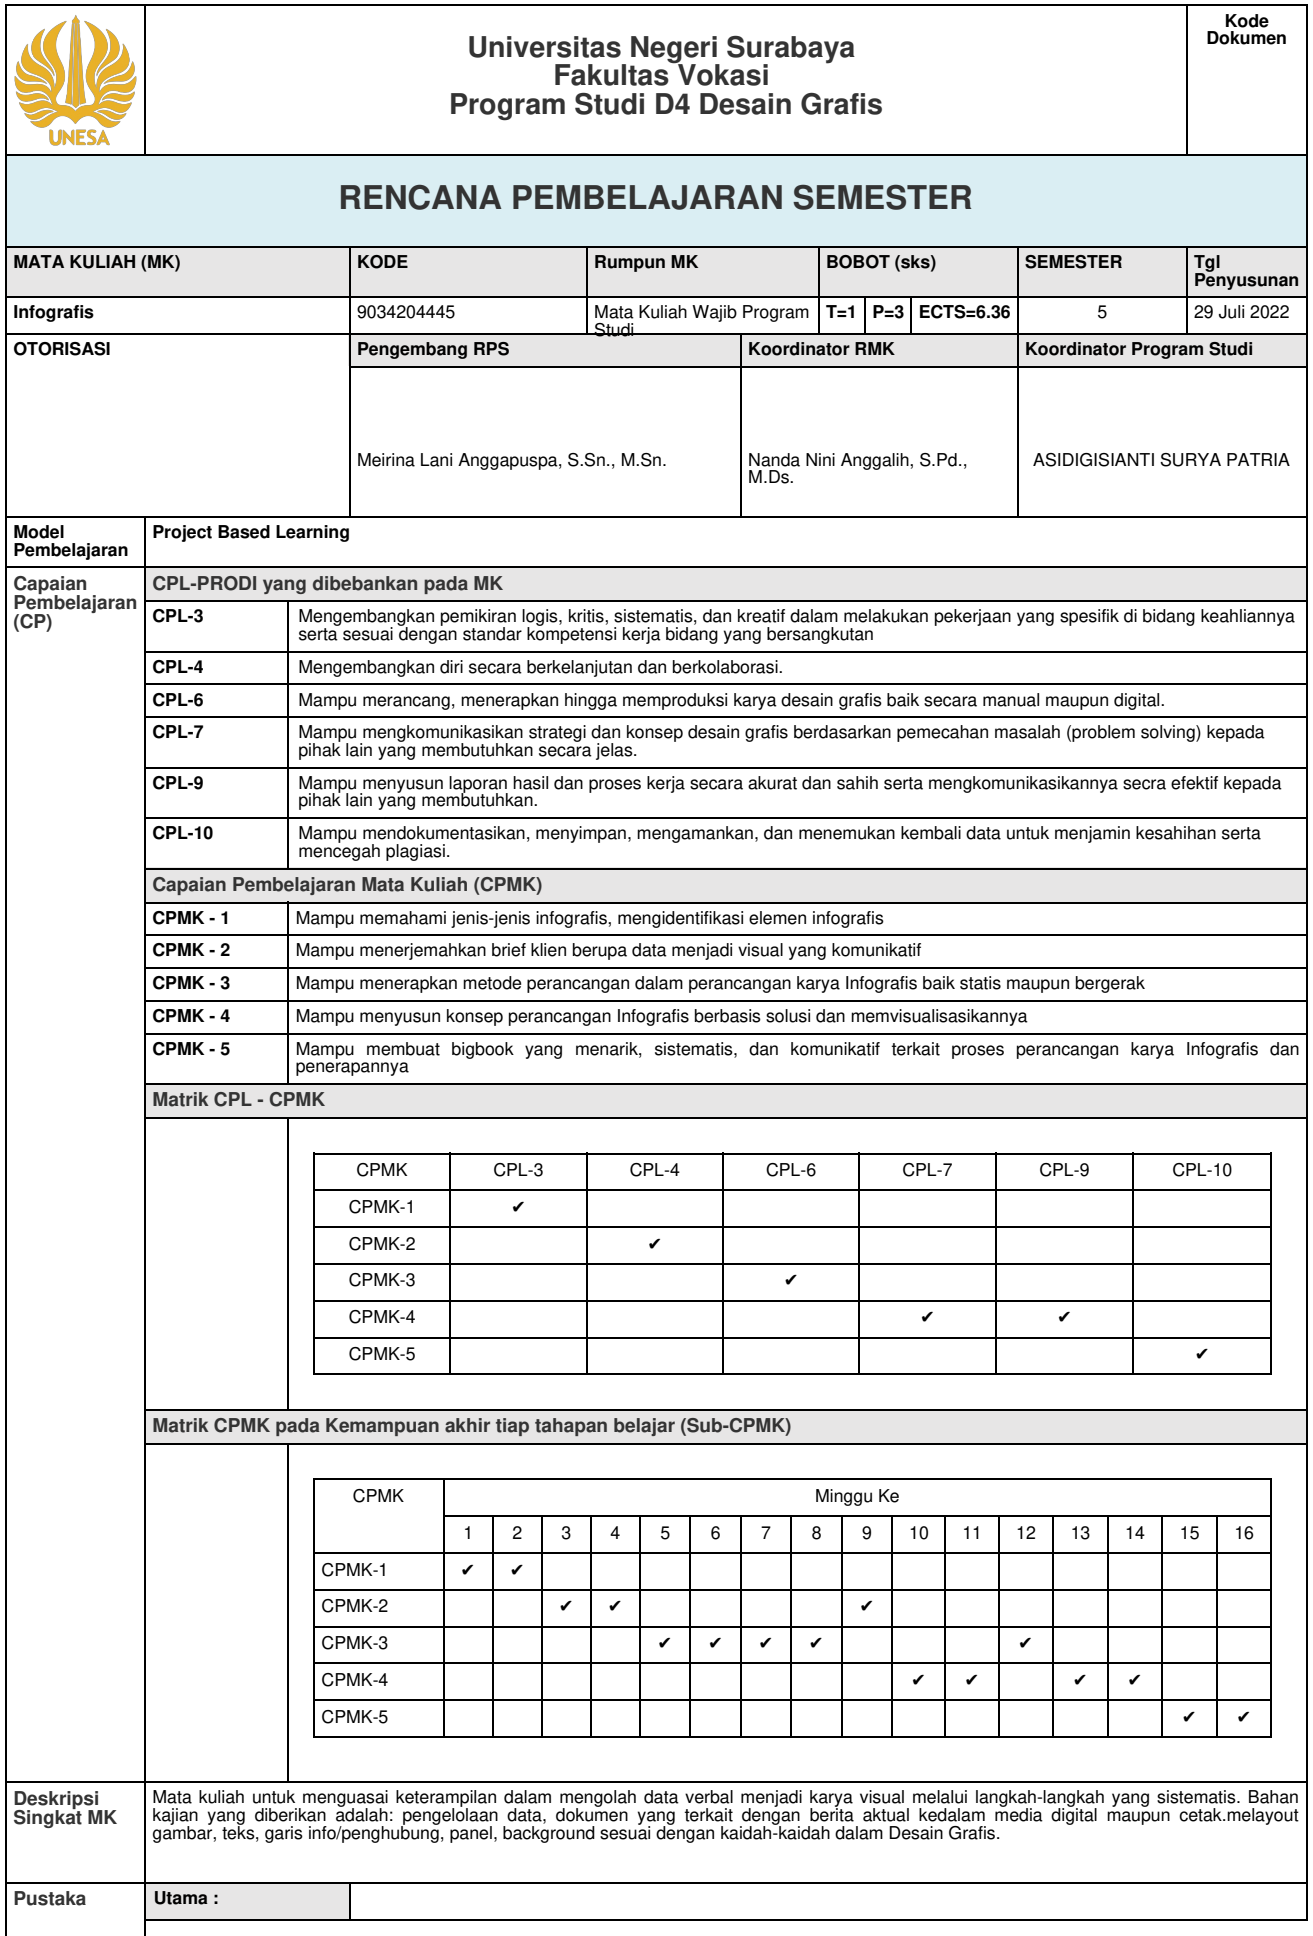 UNESA
Universitas Negeri Surabaya
Fakultas Vokasi
Program Studi D4 Desain Grafis
Kode
Dokumen
RENCANA PEMBELAJARAN SEMESTER
MATA KULIAH (MK) KODE Rumpun MK BOBOT (sks) SEMESTER Tgl
Penyusunan
Infografis 9034204445 Mata Kuliah Wajib Program
Studi
T=1 P=3 ECTS=6.36 5 29 Juli 2022
OTORISASI Pengembang RPS Koordinator RMK Koordinator Program Studi
Meirina Lani Anggapuspa, S.Sn., M.Sn.
Nanda Nini Anggalih, S.Pd.,
M.Ds.
ASIDIGISIANTI SURYA PATRIA
Model
Pembelajaran
Project Based Learning
Capaian
Pembelajaran
(CP)
CPL-PRODI yang dibebankan pada MK
CPL-3 Mengembangkan pemikiran logis, kritis, sistematis, dan kreatif dalam melakukan pekerjaan yang spesifik di bidang keahliannya
serta sesuai dengan standar kompetensi kerja bidang yang bersangkutan
CPL-4 Mengembangkan diri secara berkelanjutan dan berkolaborasi.
CPL-6 Mampu merancang, menerapkan hingga memproduksi karya desain grafis baik secara manual maupun digital.
CPL-7 Mampu mengkomunikasikan strategi dan konsep desain grafis berdasarkan pemecahan masalah (problem solving) kepada
pihak lain yang membutuhkan secara jelas.
CPL-9 Mampu menyusun laporan hasil dan proses kerja secara akurat dan sahih serta mengkomunikasikannya secra efektif kepada
pihak lain yang membutuhkan.
CPL-10 Mampu mendokumentasikan, menyimpan, mengamankan, dan menemukan kembali data untuk menjamin kesahihan serta
mencegah plagiasi.
Capaian Pembelajaran Mata Kuliah (CPMK)
CPMK - 1 Mampu memahami jenis-jenis infografis, mengidentifikasi elemen infografis
CPMK - 2 Mampu menerjemahkan brief klien berupa data menjadi visual yang komunikatif
CPMK - 3 Mampu menerapkan metode perancangan dalam perancangan karya Infografis baik statis maupun bergerak
CPMK - 4 Mampu menyusun konsep perancangan Infografis berbasis solusi dan memvisualisasikannya
CPMK - 5 Mampu membuat bigbook yang menarik, sistematis, dan komunikatif terkait proses perancangan karya Infografis dan
penerapannya
Matrik CPL - CPMK
CPMK CPL-3 CPL-4 CPL-6 CPL-7 CPL-9 CPL-10
CPMK-1 ✔
CPMK-2 ✔
CPMK-3 ✔
CPMK-4 ✔ ✔
CPMK-5 ✔
Matrik CPMK pada Kemampuan akhir tiap tahapan belajar (Sub-CPMK)
CPMK Minggu Ke
1 2 3 4 5 6 7 8 9 10 11 12 13 14 15 16
CPMK-1 ✔ ✔
CPMK-2 ✔ ✔ ✔
CPMK-3 ✔ ✔ ✔ ✔ ✔
CPMK-4 ✔ ✔ ✔ ✔
CPMK-5 ✔ ✔
Deskripsi
Singkat MK
Mata kuliah untuk menguasai keterampilan dalam mengolah data verbal menjadi karya visual melalui langkah-langkah yang sistematis. Bahan
kajian yang diberikan adalah: pengelolaan data, dokumen yang terkait dengan berita aktual kedalam media digital maupun cetak.melayout
gambar, teks, garis info/penghubung, panel, background sesuai dengan kaidah-kaidah dalam Desain Grafis.
Pustaka Utama :